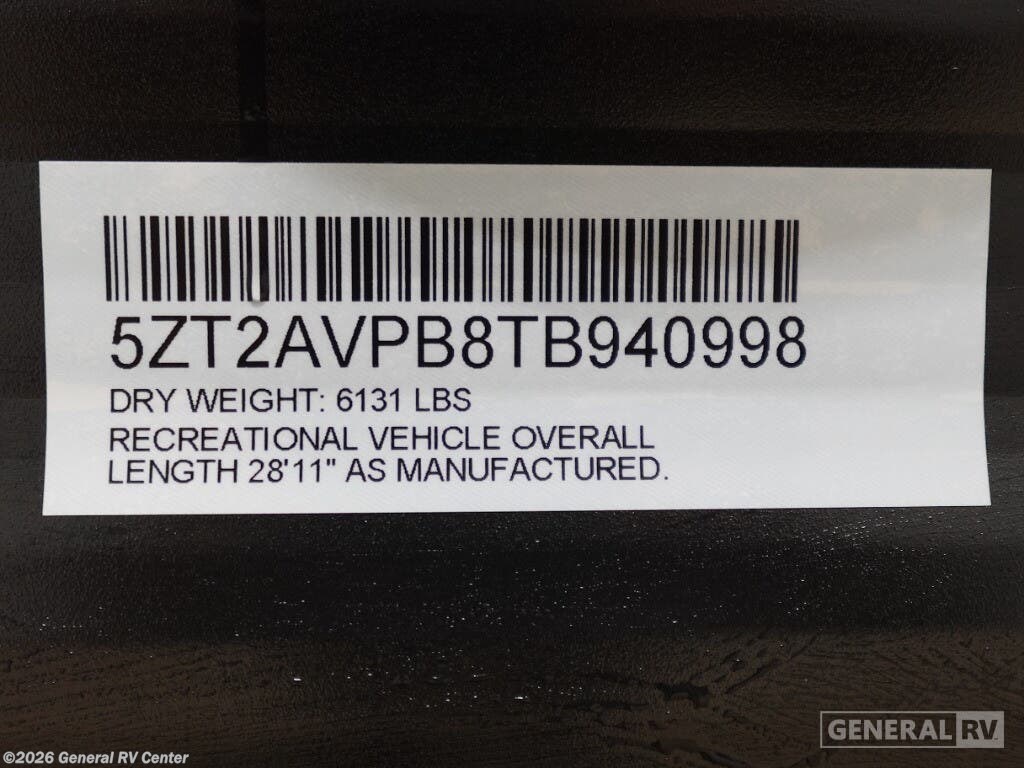 5ZT2AVPB8TB940998
DRY WEIGHT: 6131 LBS
RECREATIONAL VEHICLE OVERALL
LENGTH 28'11" AS MANUFACTURED.
GENERAL RV
©2026 General RV Center